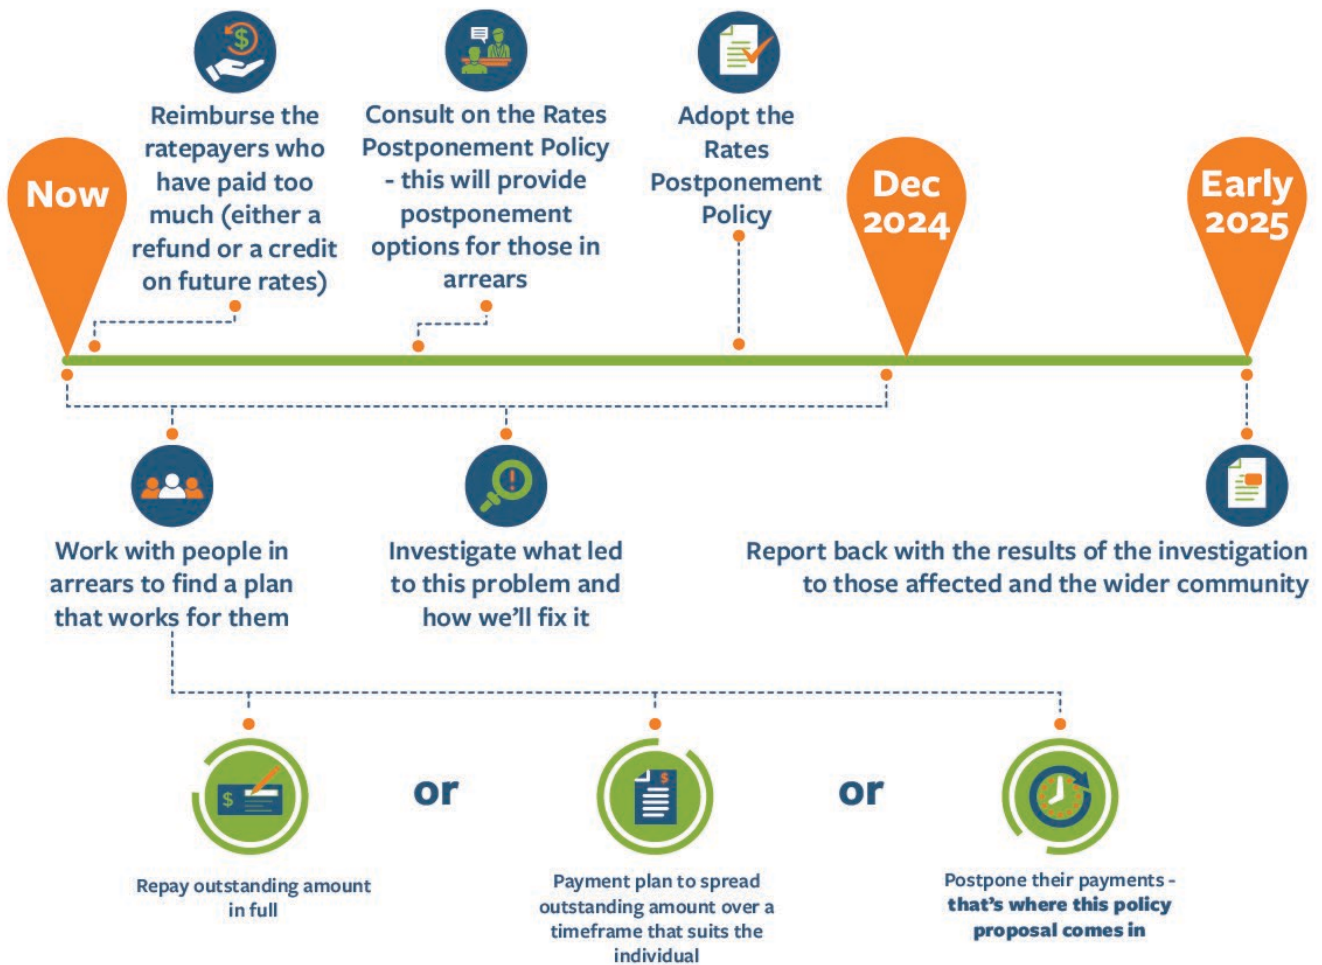 Now
Reimburse the
ratepayers who
have paid too
much (either a
refund or a credit
on future rates)
Consult on the Rates
Postponement Policy
- this will provide
postponement
options for those in
arrears
Adopt the
Rates
Postponement
Policy
Dec
2024
Early
2025
Work with people in
arrears to find a plan
that works for them
Investigate what led
to this problem and
how we'll fix it
Report back with the results of the investigation
to those affected and the wider community
Repay outstanding amount
in full
or
Payment plan to spread
outstanding amount over a
timeframe that suits the
individual
or
Postpone their payments -
that's where this policy
proposal comes in